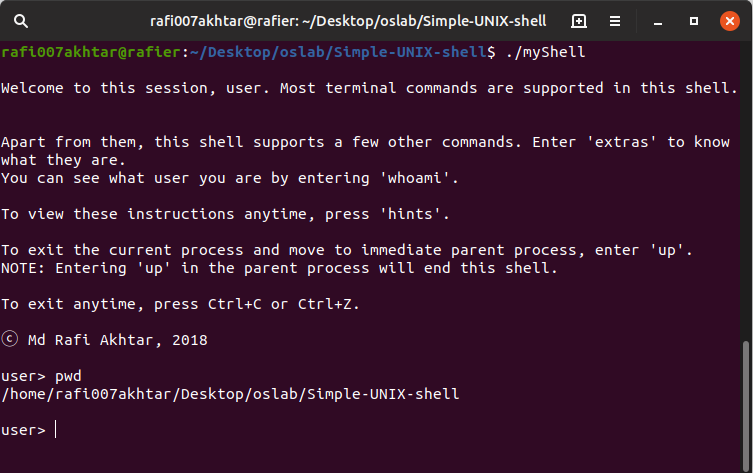 rafi007akhtar@rafier: ~/Desktop/oslab/Simple-UNIX-shell
rafi007akhtar@rafier:~/Desktop/oslab/Simple-UNIX-shell$ ./myShell
Welcome to this session, user. Most terminal commands are supported in this shell.
Apart from them, this shell supports a few other commands. Enter 'extras' to know
what they are.
You can see what user you are by entering 'whoami'.
To view these instructions anytime, press 'hints'.
To exit the current process and move to immediate parent process, enter 'up'.
NOTE: Entering 'up' in the parent process will end this shell.
To exit anytime, press Ctrl+C or Ctrl+Z.
ⓒ Md Rafi Akhtar, 2018
user> pwd
/home/rafi007akhtar/Desktop/oslab/Simple-UNIX-shell
user>